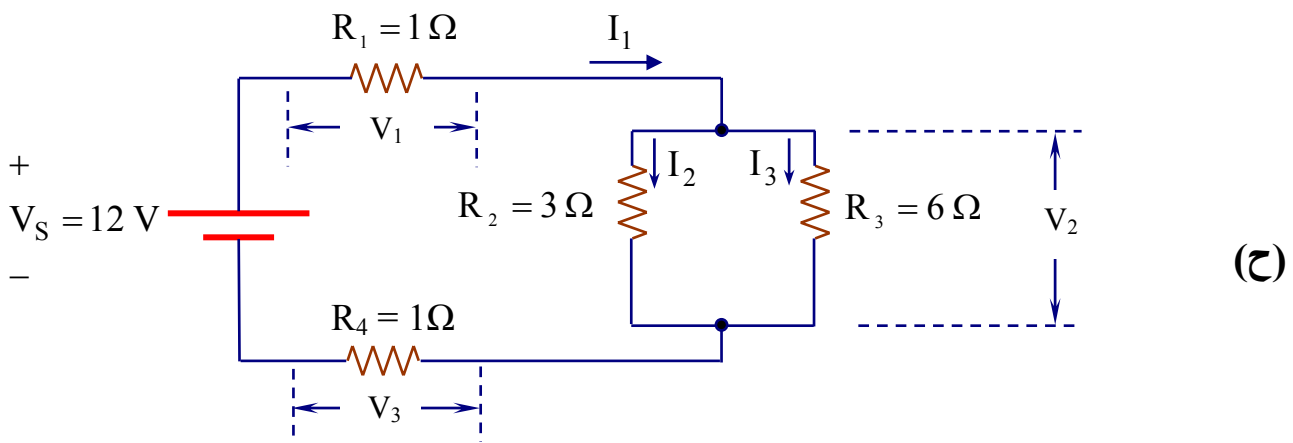 R₁ = 1 Ω
I₁
V₁
+
V_S = 12 V
−
I₂
I₃
R₂ = 3 Ω
R₃ = 6 Ω
V₂
(ح)
R₄ = 1Ω
V₃